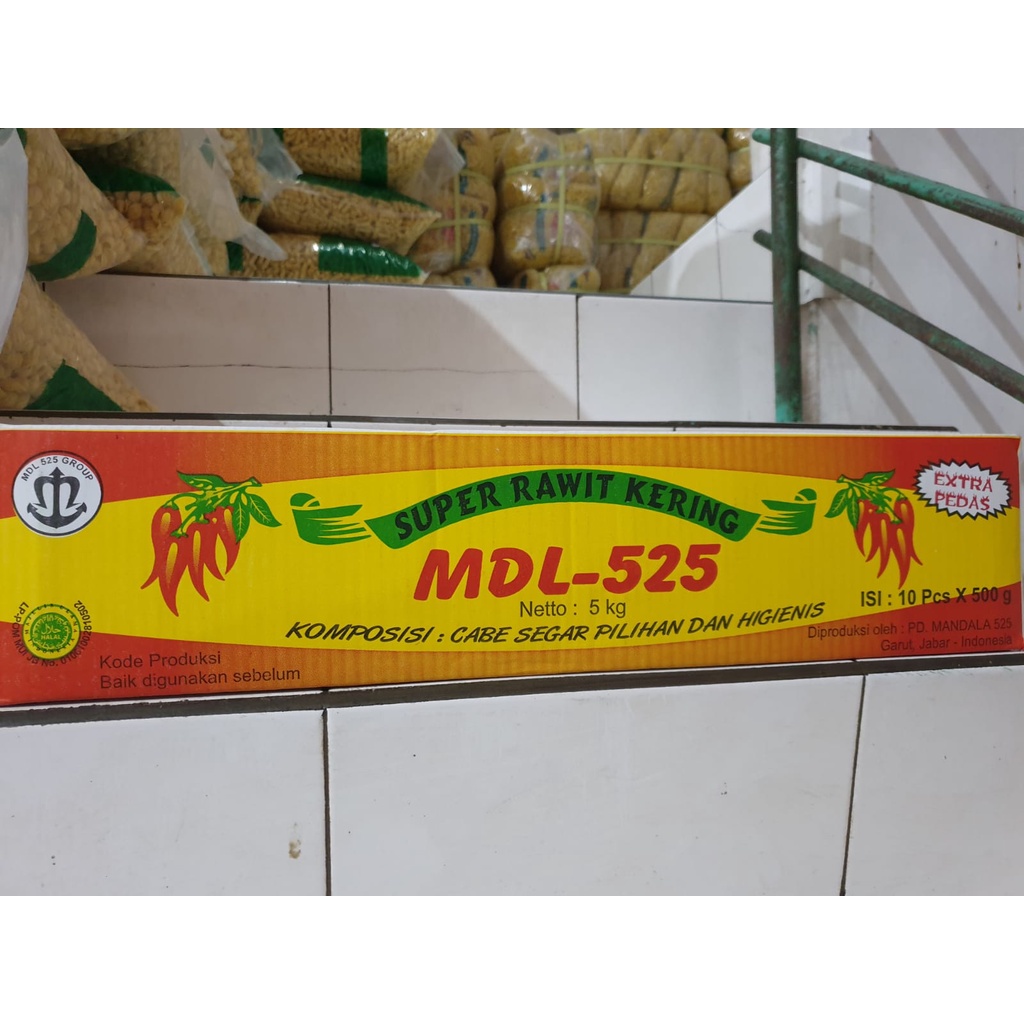 MDL 525 GROUP
SUPER RAWIT KERING
EXTRA
PEDAS
MDL-525
Netto : 5 kg
ISI : 10 Pcs X 500 g
KOMPOSISI : CABE SEGAR PILIHAN DAN HIGIENIS
Diproduksi oleh : PD. MANDALA 525
Garut, Jabar - Indonesia
HALAL
Kode Produksi
Baik digunakan sebelum